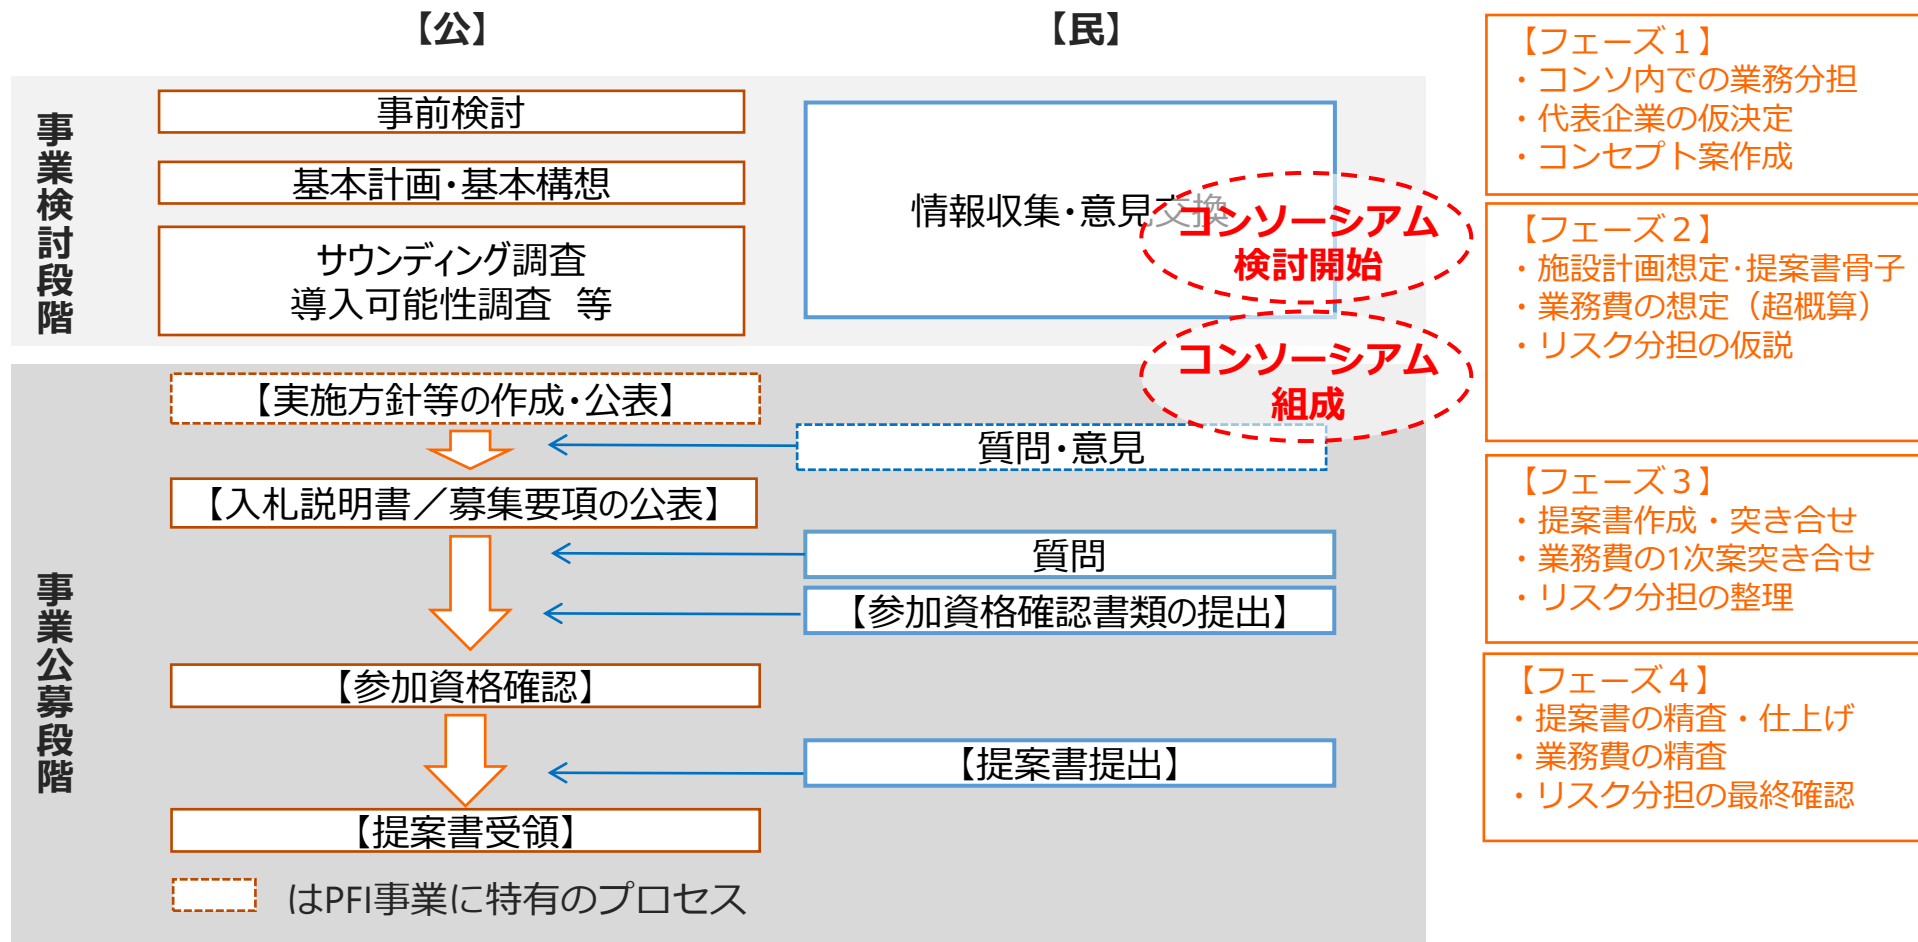 【公】
【民】
事業検討段階
事前検討
基本計画・基本構想
サウンディング調査
導入可能性調査　等
情報収集・意見交換
コンソーシアム
検討開始
コンソーシアム
組成
事業公募段階
【実施方針等の作成・公表】
質問・意見
【入札説明書／募集要項の公表】
質問
【参加資格確認書類の提出】
【参加資格確認】
【提案書提出】
【提案書受領】
はPFI事業に特有のプロセス
【フェーズ１】
・コンソ内での業務分担
・代表企業の仮決定
・コンセプト案作成
【フェーズ２】
・施設計画想定・提案書骨子
・業務費の想定（超概算）
・リスク分担の仮説
【フェーズ３】
・提案書作成・突き合せ
・業務費の1次案突き合せ
・リスク分担の整理
【フェーズ４】
・提案書の精査・仕上げ
・業務費の精査
・リスク分担の最終確認